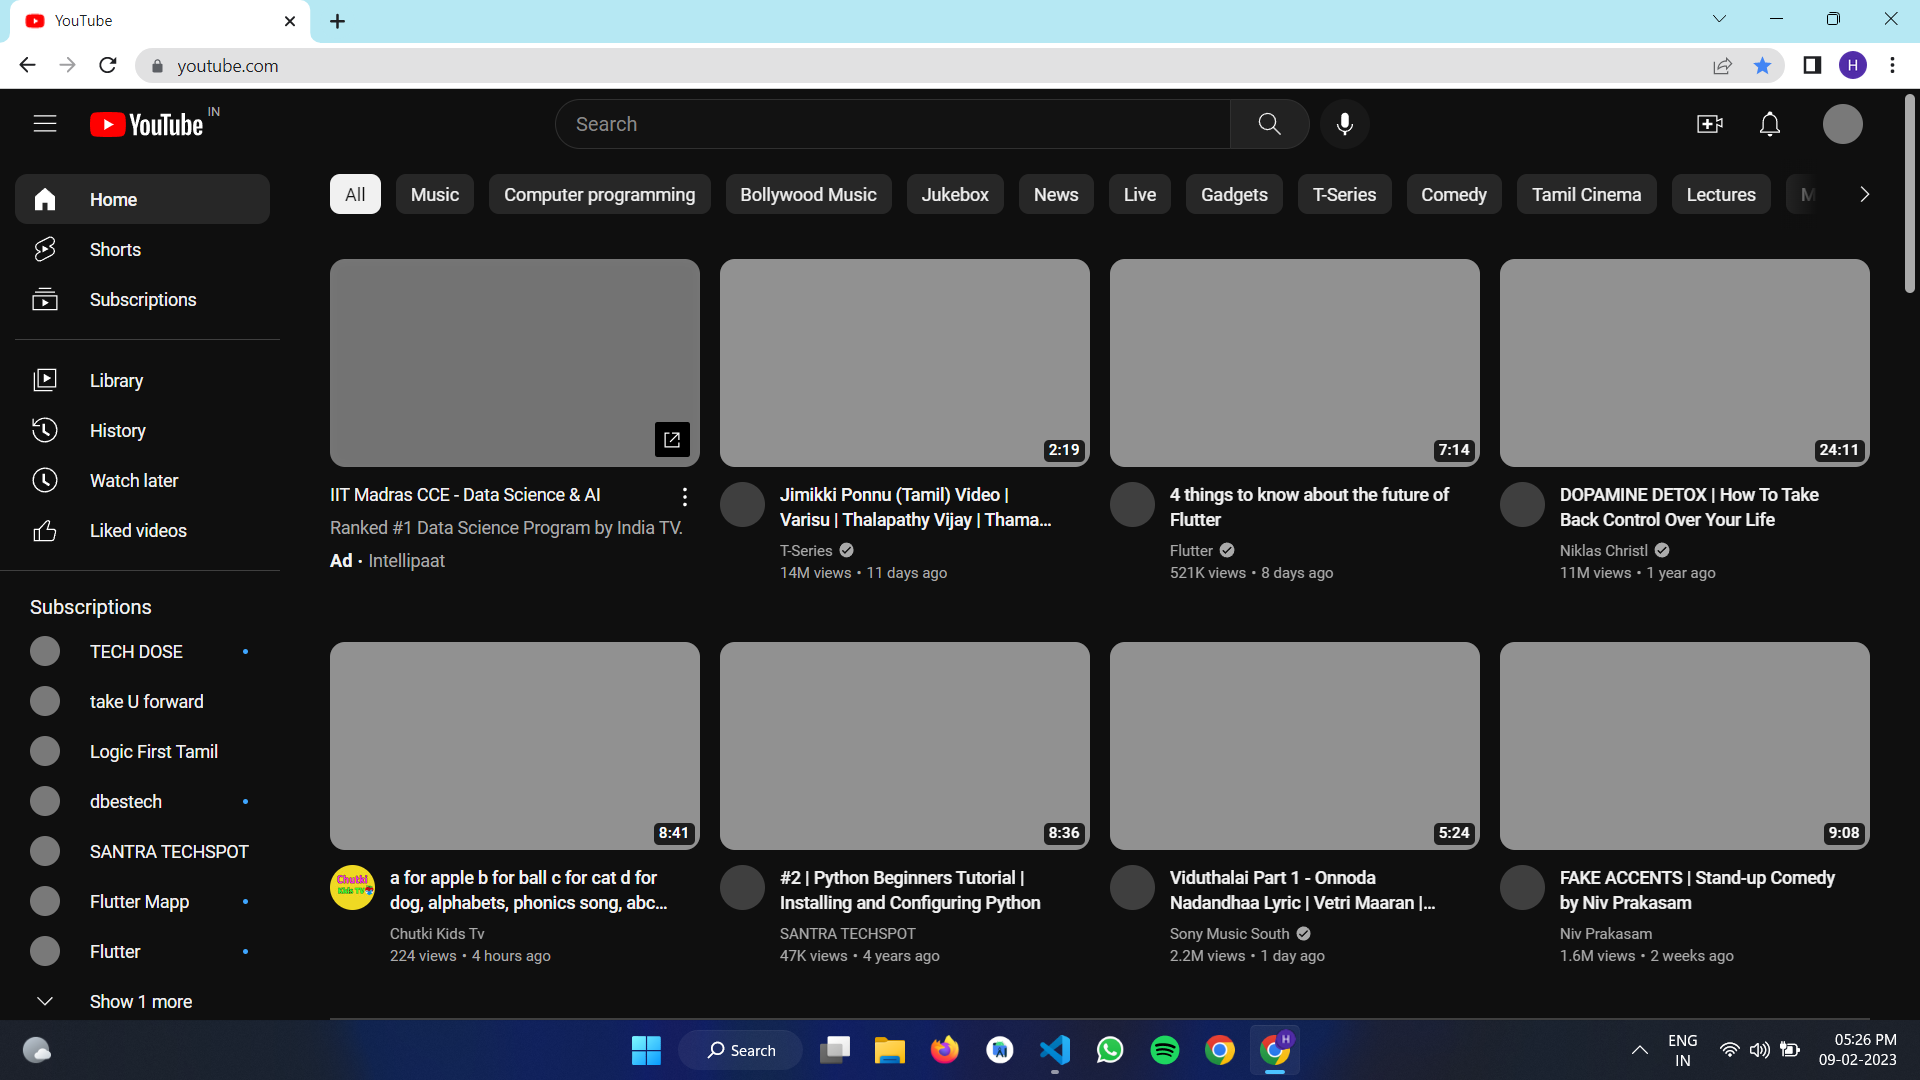 YouTube
youtube.com
H
YouTube IN
Search
Home
Shorts
Subscriptions
Library
History
Watch later
Liked videos
Subscriptions
TECH DOSE
take U forward
Logic First Tamil
dbestech
SANTRA TECHSPOT
Flutter Mapp
Flutter
Show 1 more
All
Music
Computer programming
Bollywood Music
Jukebox
News
Live
Gadgets
T-Series
Comedy
Tamil Cinema
Lectures
M
IIT Madras CCE - Data Science & AI
Ranked #1 Data Science Program by India TV.
Ad · Intellipaat
2:19
Jimikki Ponnu (Tamil) Video |
Varisu | Thalapathy Vijay | Thama...
T-Series
14M views • 11 days ago
7:14
4 things to know about the future of
Flutter
Flutter
521K views • 8 days ago
24:11
DOPAMINE DETOX | How To Take
Back Control Over Your Life
Niklas Christl
11M views • 1 year ago
8:41
Chutki
Kids TV
a for apple b for ball c for cat d for
dog, alphabets, phonics song, abc...
Chutki Kids Tv
224 views • 4 hours ago
8:36
#2 | Python Beginners Tutorial |
Installing and Configuring Python
SANTRA TECHSPOT
47K views • 4 years ago
5:24
Viduthalai Part 1 - Onnoda
Nadandhaa Lyric | Vetri Maaran |...
Sony Music South
2.2M views • 1 day ago
9:08
FAKE ACCENTS | Stand-up Comedy
by Niv Prakasam
Niv Prakasam
1.6M views • 2 weeks ago
Search
H
ENG
IN
05:26 PM
09-02-2023